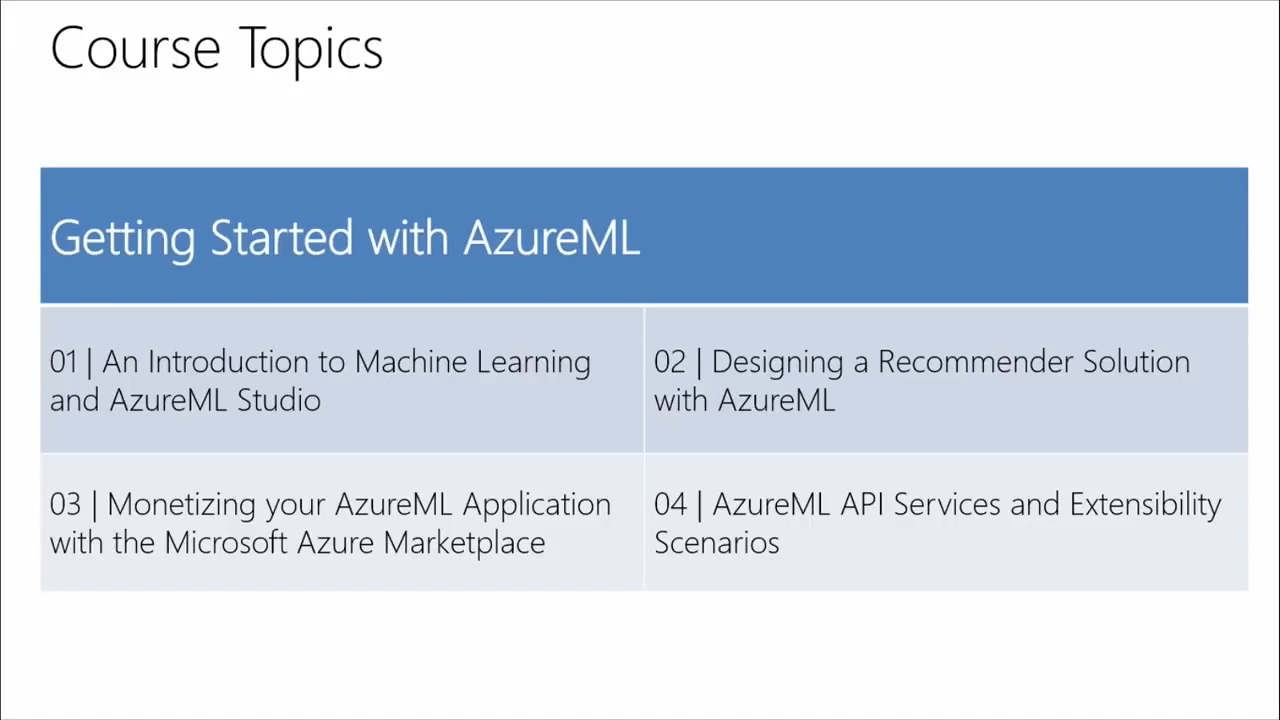 Course Topics
Getting Started with AzureML
01 | An Introduction to Machine Learning
and AzureML Studio
02 | Designing a Recommender Solution
with AzureML
03 | Monetizing your AzureML Application
with the Microsoft Azure Marketplace
04 | AzureML API Services and Extensibility
Scenarios